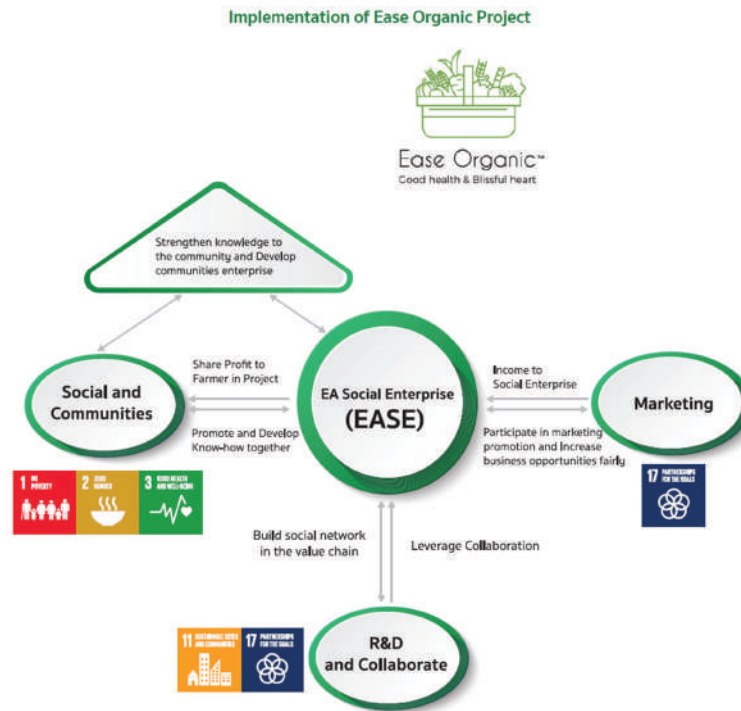 Implementation of Ease Organic Project
Ease Organic™
Good health & Blissful heart
Strengthen knowledge to
the community and Develop
communities enterprise
Social and
Communities
Share Profit to
Farmer in Project
Promote and Develop
Know-how together
EA Social Enterprise
(EASE)
Income to
Social Enterprise
Participate in marketing
promotion and Increase
business opportunities fairly
Marketing
1 NO
POVERTY
2 ZERO
HUNGER
3 GOOD HEALTH
AND WELL-BEING
17 PARTNERSHIPS
FOR THE GOALS
Build social network
in the value chain
Leverage Collaboration
11 SUSTAINABLE CITIES
AND COMMUNITIES
17 PARTNERSHIPS
FOR THE GOALS
R&D
and Collaborate